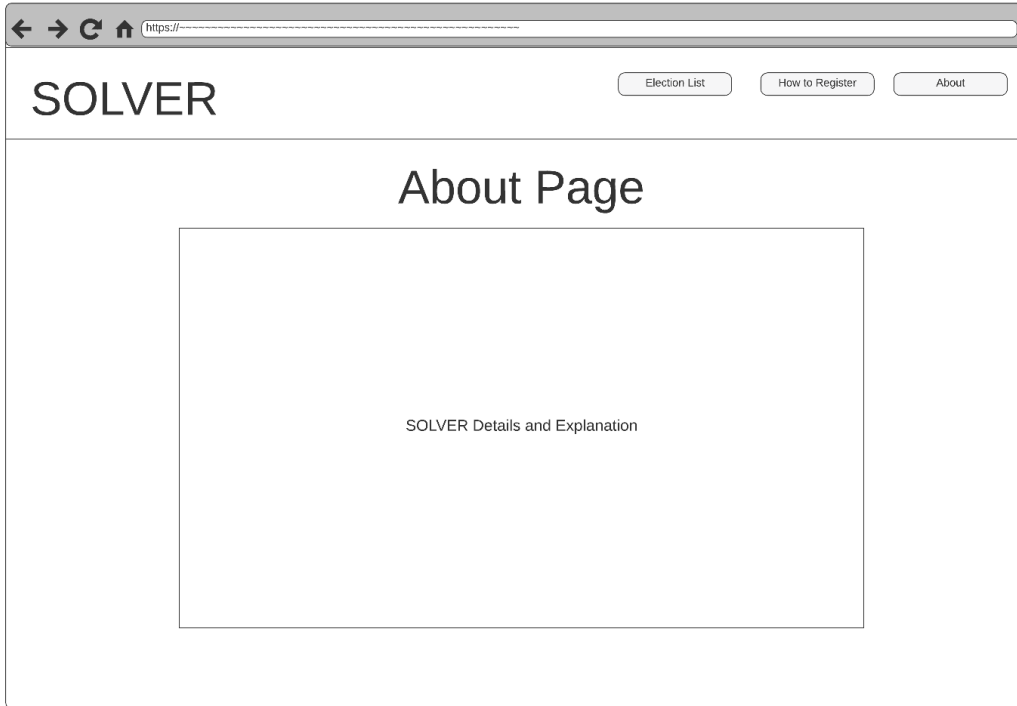 https://~~~~~~~~~~~~~~~~~~~~~~~~~~~~~~~~~~~~~~~~~~~~~~~~~~~~~
SOLVER
Election List
How to Register
About
About Page
SOLVER Details and Explanation